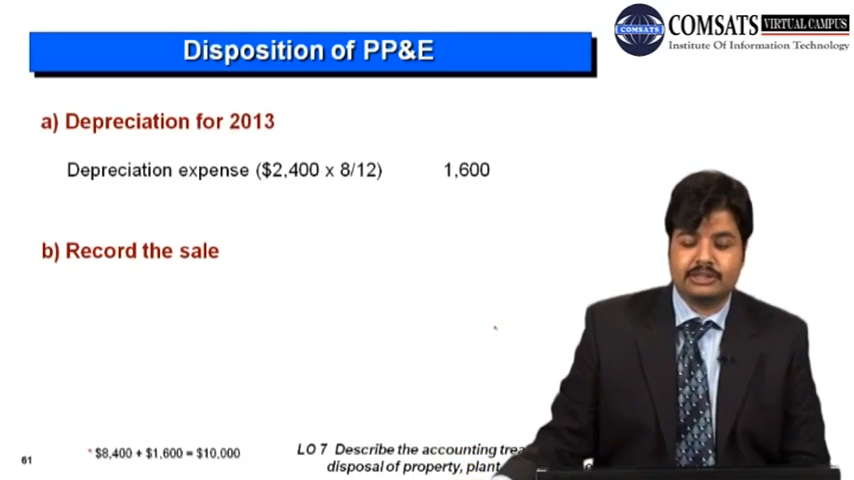 COMSATS VIRTUAL CAMPUS
COMSATS
Institute Of Information Technology
Disposition of PP&E
a) Depreciation for 2013
Depreciation expense ($2,400 x 8/12) 1,600
b) Record the sale
* $8,400 + $1,600 = $10,000
LO 7 Describe the accounting
disposal of property, plant
61